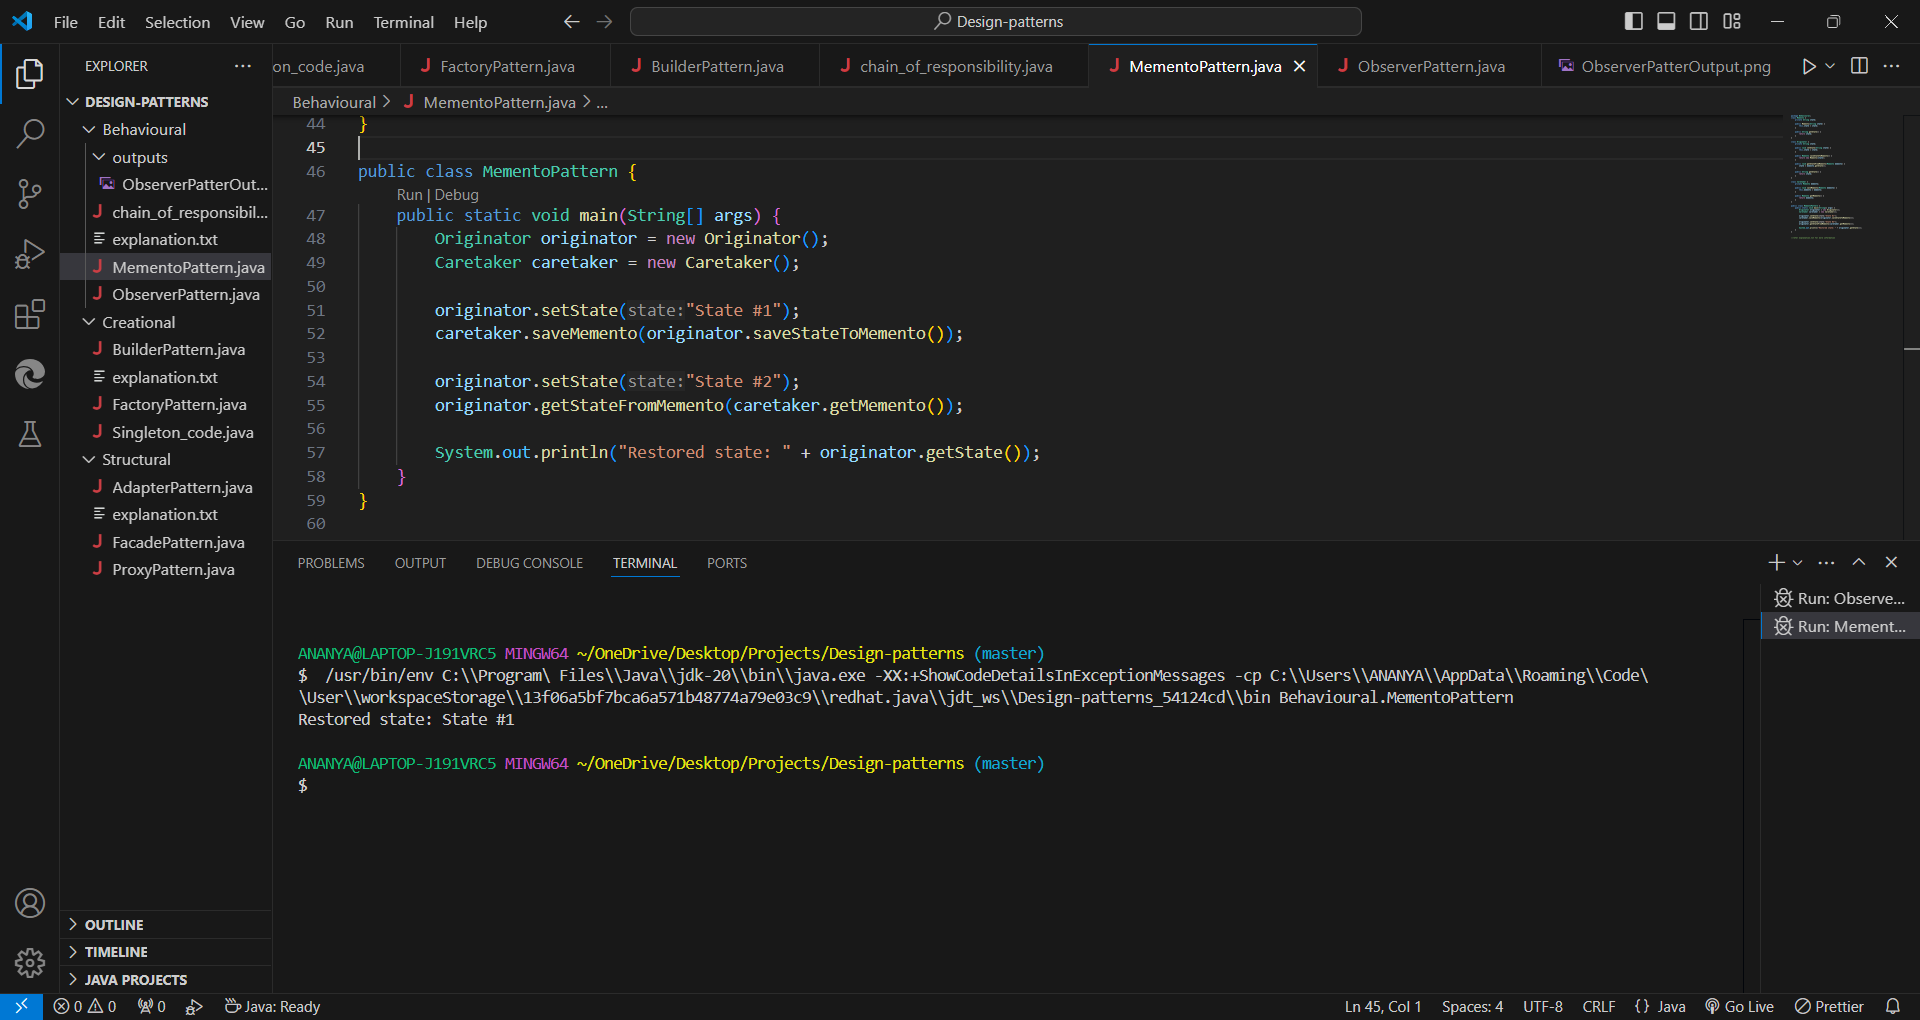 File Edit Selection View Go Run Terminal Help
Design-patterns
EXPLORER
on_code.java
FactoryPattern.java
BuilderPattern.java
chain_of_responsibility.java
MementoPattern.java
ObserverPattern.java
ObserverPatterOutput.png
DESIGN-PATTERNS
Behavioural
outputs
ObserverPatterOut...
chain_of_responsibil...
explanation.txt
MementoPattern.java
ObserverPattern.java
Creational
BuilderPattern.java
explanation.txt
FactoryPattern.java
Singleton_code.java
Structural
AdapterPattern.java
explanation.txt
FacadePattern.java
ProxyPattern.java
OUTLINE
TIMELINE
JAVA PROJECTS
Behavioural > MementoPattern.java > ...
44 }
45
46 public class MementoPattern {
Run | Debug
47 public static void main(String[] args) {
48 Originator originator = new Originator();
49 Caretaker caretaker = new Caretaker();
50
51 originator.setState(state:"State #1");
52 caretaker.saveMemento(originator.saveStateToMemento());
53
54 originator.setState(state:"State #2");
55 originator.getStateFromMemento(caretaker.getMemento());
56
57 System.out.println("Restored state: " + originator.getState());
58 }
59 }
60
PROBLEMS OUTPUT DEBUG CONSOLE TERMINAL PORTS
Run: Observe...
Run: Mement...
ANANYA@LAPTOP-J191VRC5 MINGW64 ~/OneDrive/Desktop/Projects/Design-patterns (master)
$ /usr/bin/env C:\\Program\ Files\\Java\\jdk-20\\bin\\java.exe -XX:+ShowCodeDetailsInExceptionMessages -cp C:\\Users\\ANANYA\\AppData\\Roaming\\Code\
\User\\workspaceStorage\\13f06a5bf7bca6a571b48774a79e03c9\\redhat.java\\jdt_ws\\Design-patterns_54124cd\\bin Behavioural.MementoPattern
Restored state: State #1
ANANYA@LAPTOP-J191VRC5 MINGW64 ~/OneDrive/Desktop/Projects/Design-patterns (master)
$
0 0 0 Java: Ready Ln 45, Col 1 Spaces: 4 UTF-8 CRLF {} Java Go Live Prettier